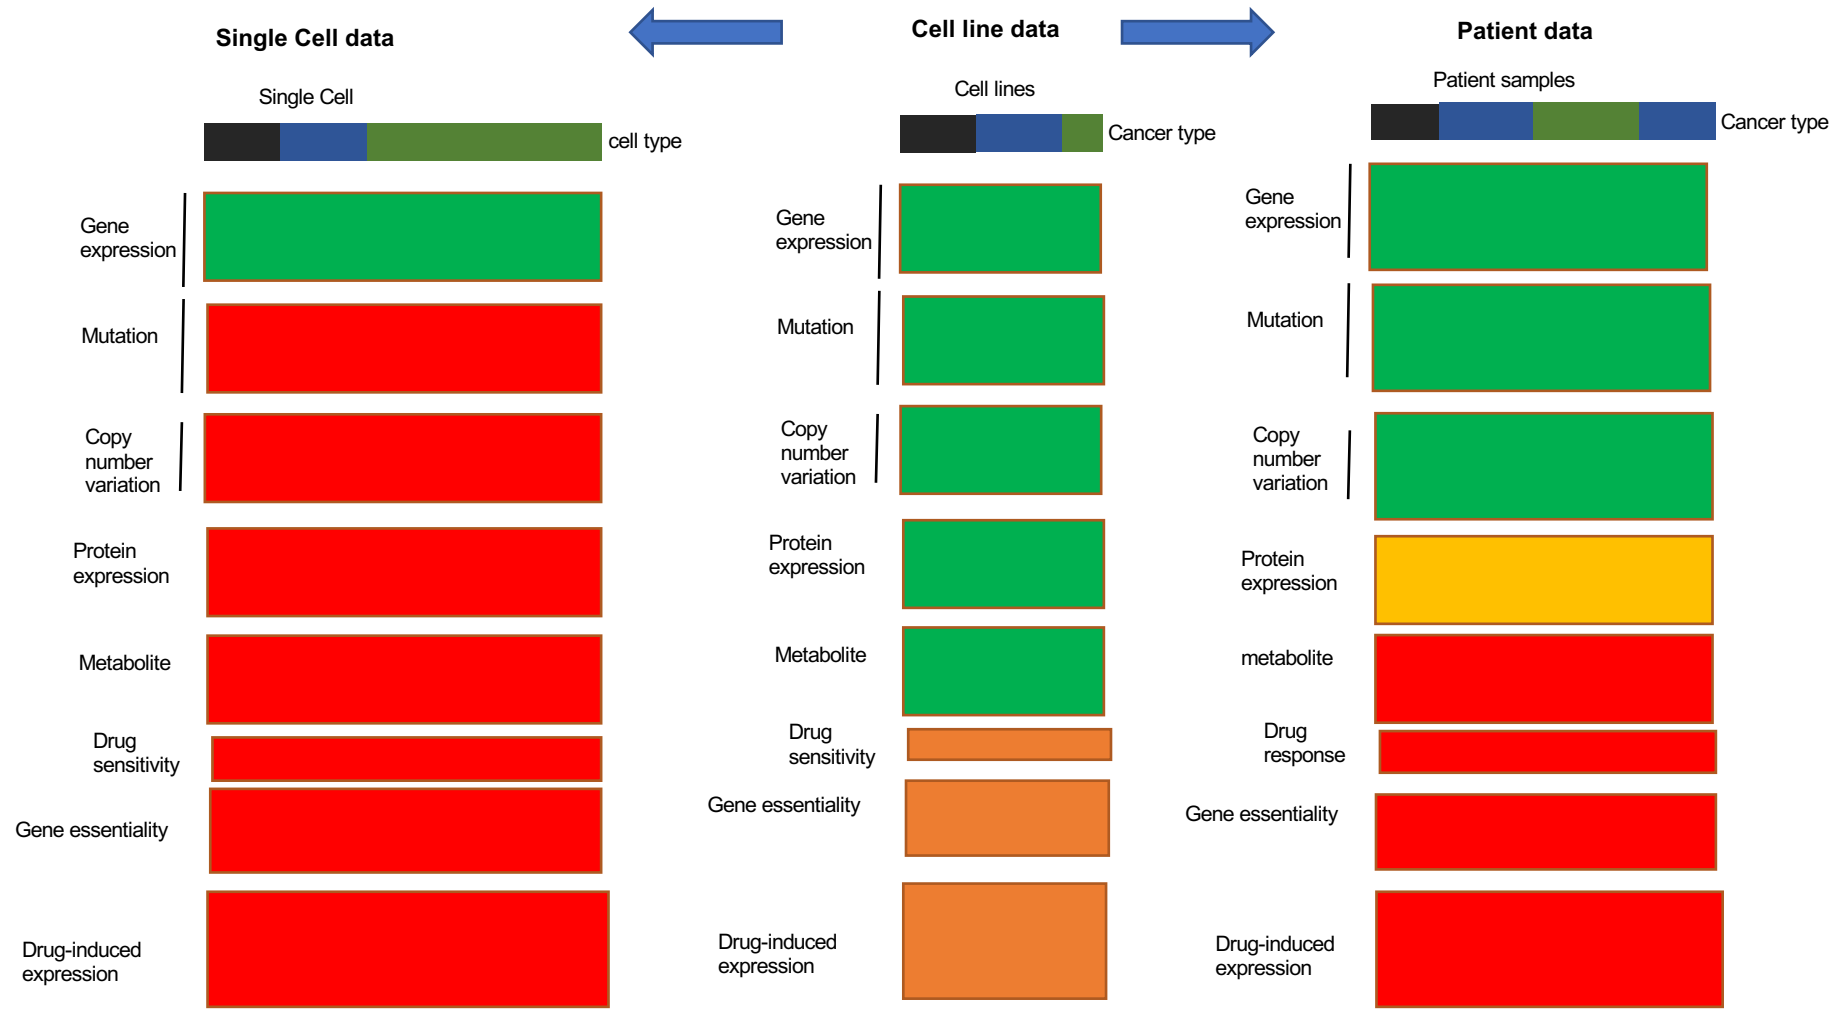 Single Cell data
Single Cell
cell type
Gene
expression
Mutation
Copy
number
variation
Protein
expression
Metabolite
Drug
sensitivity
Gene essentiality
Drug-induced
expression
Cell line data
Cell lines
Cancer type
Gene
expression
Mutation
Copy
number
variation
Protein
expression
Metabolite
Drug
sensitivity
Gene essentiality
Drug-induced
expression
Patient data
Patient samples
Cancer type
Gene
expression
Mutation
Copy
number
variation
Protein
expression
metabolite
Drug
response
Gene essentiality
Drug-induced
expression